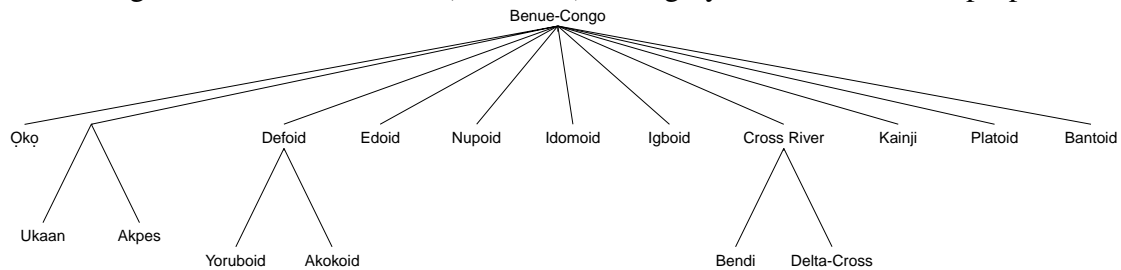 Benue-Congo
Ọkọ
Defoid
Edoid
Nupoid
Idomoid
Igboid
Cross River
Kainji
Platoid
Bantoid
Ukaan
Akpes
Yoruboid
Akokoid
Bendi
Delta-Cross